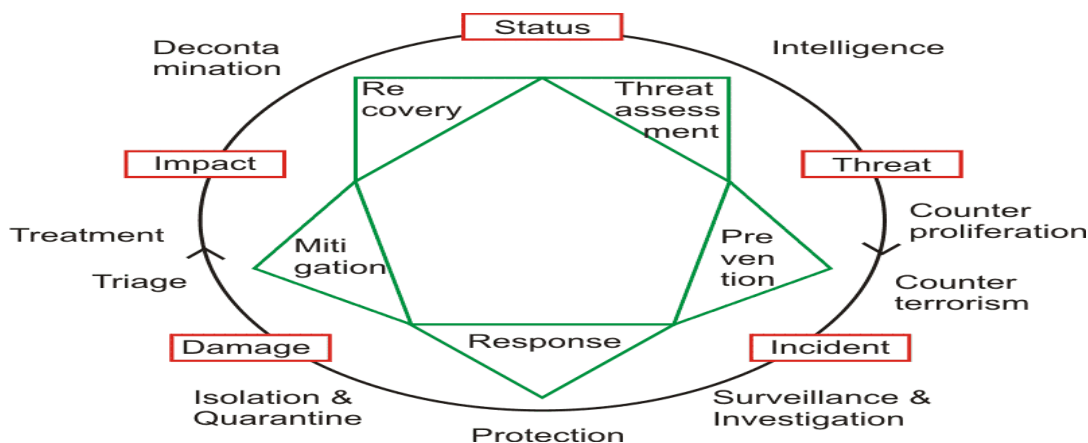 Status
Deconta
mination
Intelligence
Re
covery
Threat
assess
ment
Impact
Threat
Treatment
Triage
Miti
gation
Pre
ven
tion
Counter
proliferation
Counter
terrorism
Damage
Response
Incident
Isolation &
Quarantine
Protection
Surveillance &
Investigation